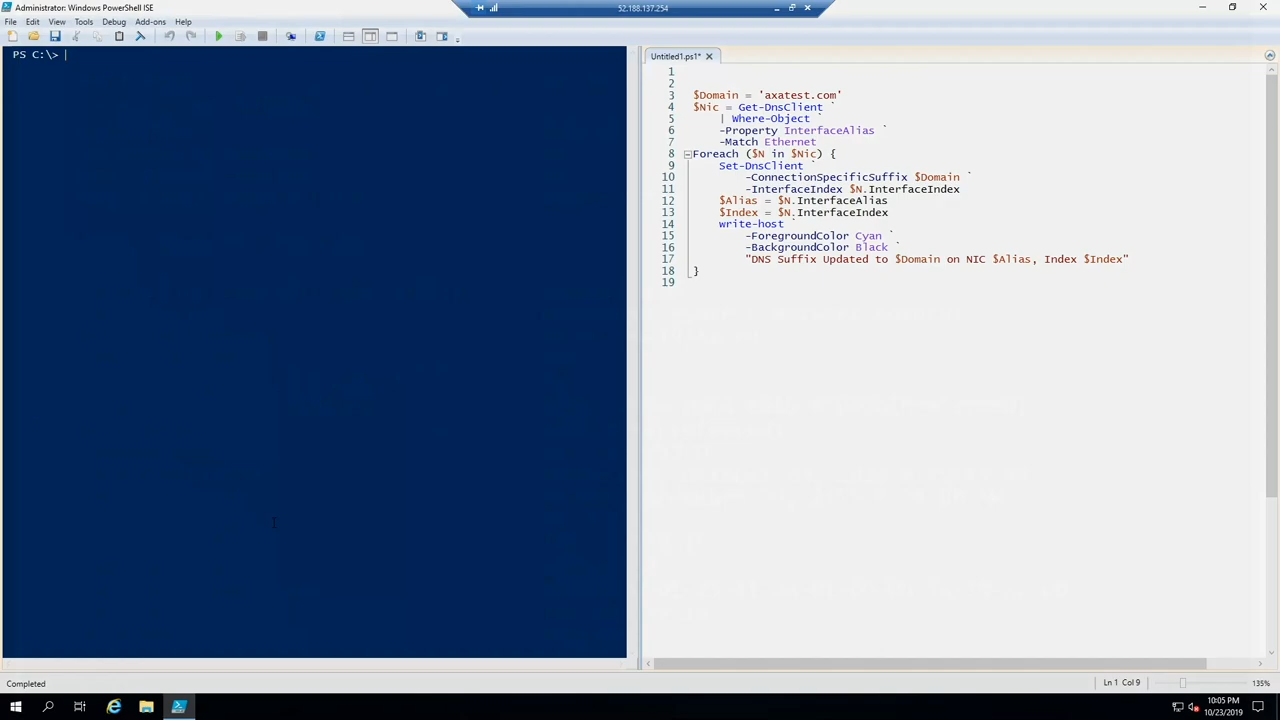 Administrator: Windows PowerShell ISE
52.188.137.254
File Edit View Tools Debug Add-ons Help
PS C:\>
Untitled1.ps1*
1
2
3 $Domain = 'axatest.com'
4 $Nic = Get-DnsClient `
5 | Where-Object `
6 -Property InterfaceAlias `
7 -Match Ethernet
8 Foreach ($N in $Nic) {
9 Set-DnsClient `
10 -ConnectionSpecificSuffix $Domain `
11 -InterfaceIndex $N.InterfaceIndex
12 $Alias = $N.InterfaceAlias
13 $Index = $N.InterfaceIndex
14 write-host `
15 -ForegroundColor Cyan `
16 -BackgroundColor Black `
17 "DNS Suffix Updated to $Domain on NIC $Alias, Index $Index"
18 }
19
Completed
Ln 1 Col 9
135%
10:05 PM
10/23/2019